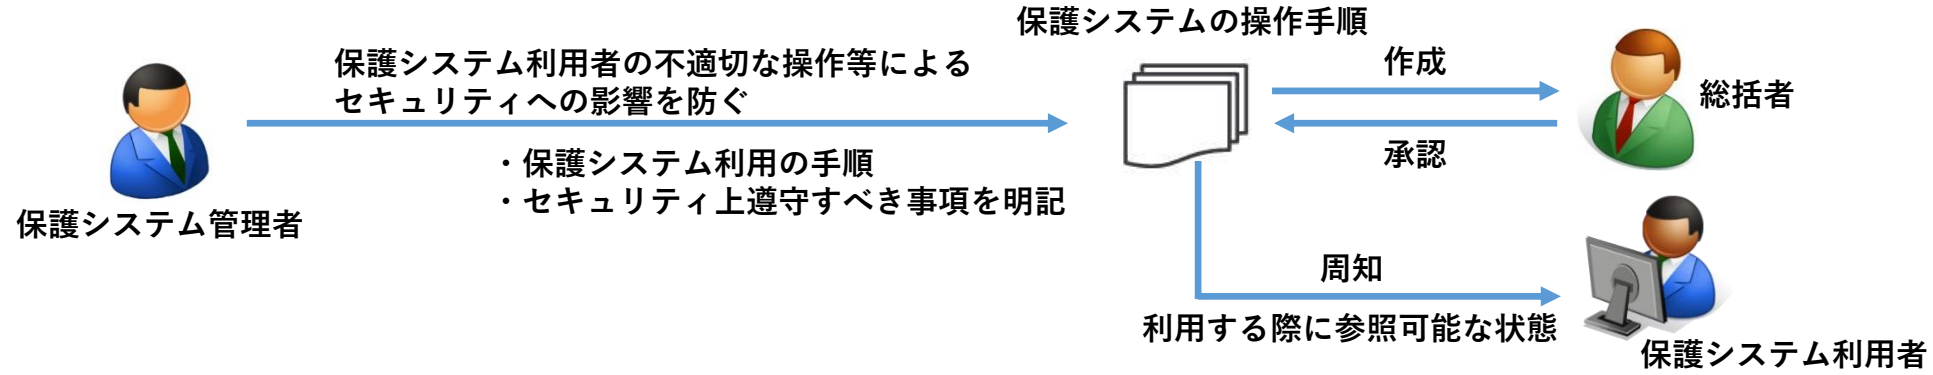 保護システムの操作手順
保護システム利用者の不適切な操作等による
セキュリティへの影響を防ぐ
・保護システム利用の手順
・セキュリティ上遵守すべき事項を明記
保護システム管理者
作成
承認
総括者
周知
利用する際に参照可能な状態
保護システム利用者